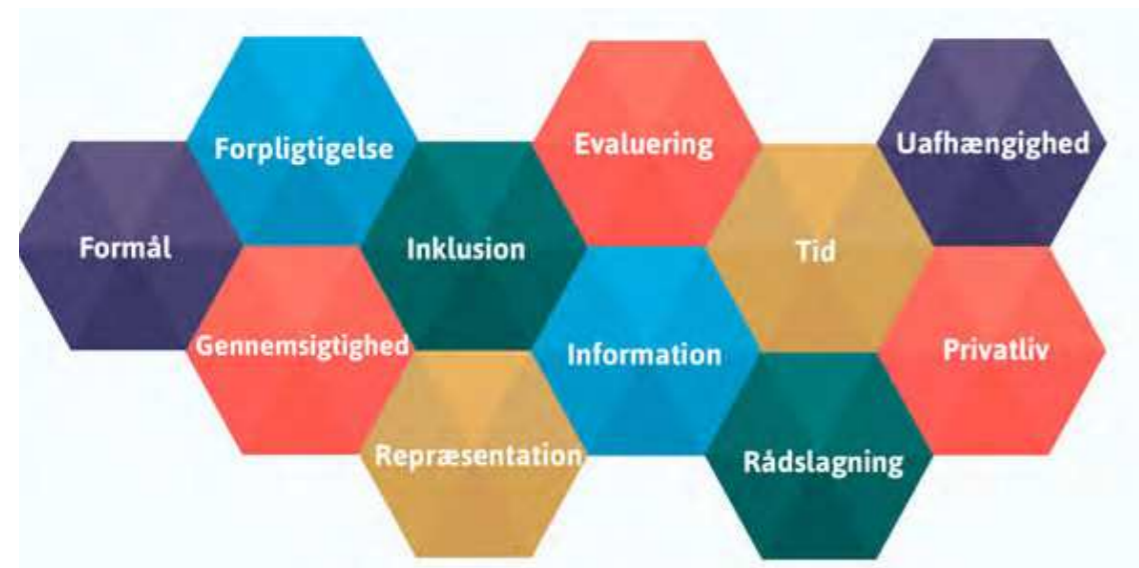 Formål
Forpligtigelse
Gennemsigtighed
Inklusion
Repræsentation
Evaluering
Information
Tid
Rådslagning
Uafhængighed
Privatliv